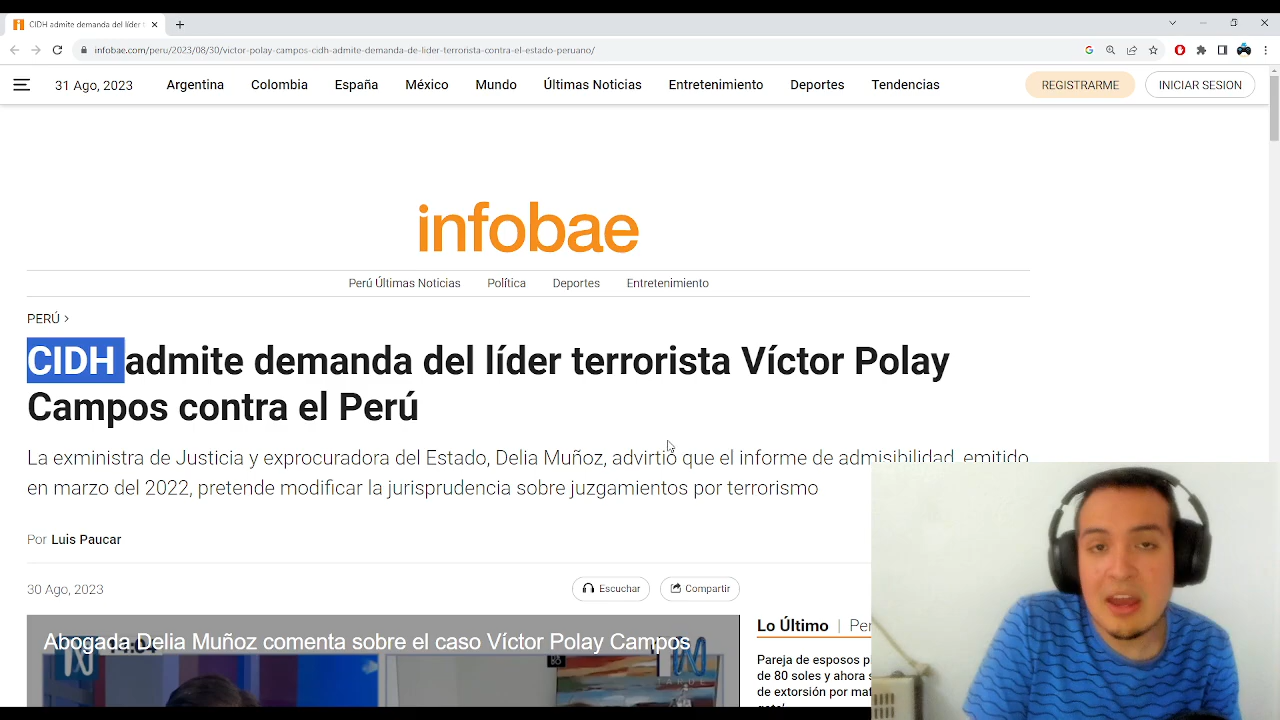 CIDH admite demanda del líder t
infobae.com/peru/2023/08/30/victor-polay-campos-cidh-admite-demanda-de-lider-terrorista-contra-el-estado-peruano/
31 Ago, 2023 Argentina Colombia España México Mundo Últimas Noticias Entretenimiento Deportes Tendencias REGISTRARME INICIAR SESION
infobae
Perú Últimas Noticias Política Deportes Entretenimiento
PERÚ >
CIDH admite demanda del líder terrorista Víctor Polay
Campos contra el Perú
La exministra de Justicia y exprocuradora del Estado, Delia Muñoz, advirtió que el informe de admisibilidad, emitido
en marzo del 2022, pretende modificar la jurisprudencia sobre juzgamientos por terrorismo
Por Luis Paucar
30 Ago, 2023 Escuchar Compartir
Abogada Delia Muñoz comenta sobre el caso Víctor Polay Campos
Lo Último | Per
Pareja de esposos p
de 80 soles y ahora s
de extorsión por mat